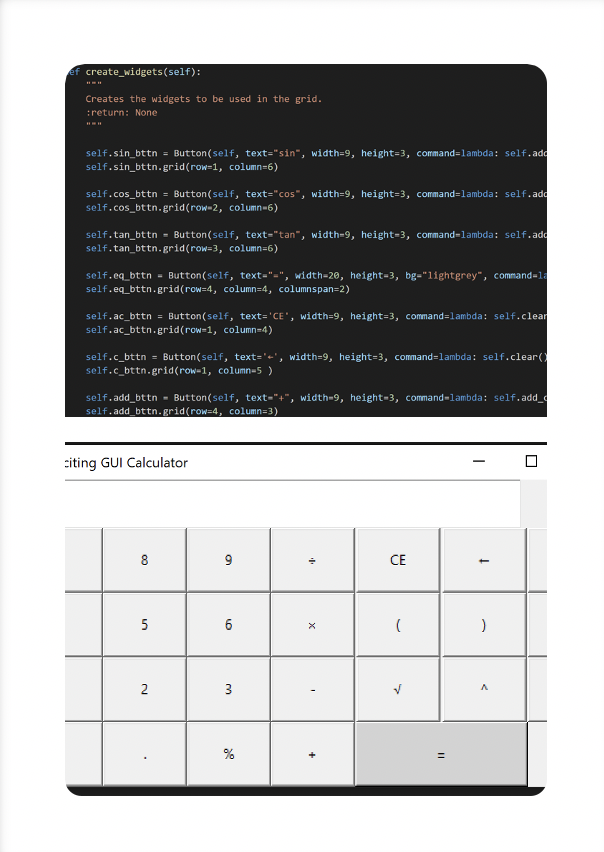 ef create_widgets(self):
"""
Creates the widgets to be used in the grid.
:return: None
"""
self.sin_bttn = Button(self, text="sin", width=9, height=3, command=lambda: self.add
self.sin_bttn.grid(row=1, column=6)
self.cos_bttn = Button(self, text="cos", width=9, height=3, command=lambda: self.add
self.cos_bttn.grid(row=2, column=6)
self.tan_bttn = Button(self, text="tan", width=9, height=3, command=lambda: self.add
self.tan_bttn.grid(row=3, column=6)
self.eq_bttn = Button(self, text="=", width=20, height=3, bg="lightgrey", command=la
self.eq_bttn.grid(row=4, column=4, columnspan=2)
self.ac_bttn = Button(self, text='CE', width=9, height=3, command=lambda: self.clear
self.ac_bttn.grid(row=1, column=4)
self.c_bttn = Button(self, text='←', width=9, height=3, command=lambda: self.clear()
self.c_bttn.grid(row=1, column=5 )
self.add_bttn = Button(self, text="+", width=9, height=3, command=lambda: self.add_c
self.add_bttn.grid(row=4, column=3)
citing GUI Calculator
8 9 ÷ CE ←
5 6 × ( )
2 3 - √ ^
. % + =